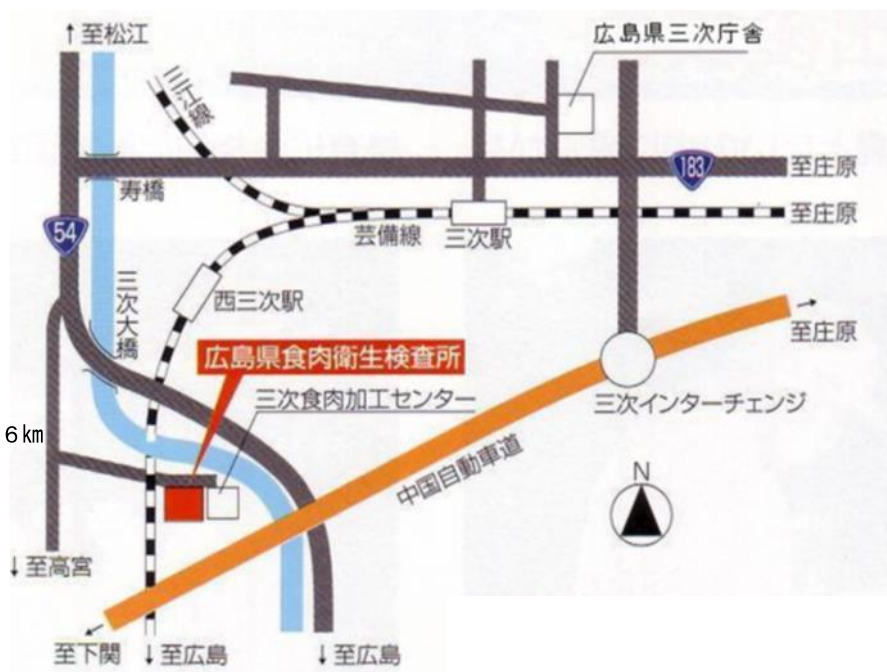 ↑至松江
広島県三次庁舎
三江線
183
至庄原
寿橋
至庄原
54
芸備線
三次駅
三次大橋
西三次駅
→
至庄原
広島県食肉衛生検査所
三次食肉加工センター
三次インターチェンジ
6㎞
中国自動車道
N
↓至高宮
←
至下関
↓至広島
↓至広島